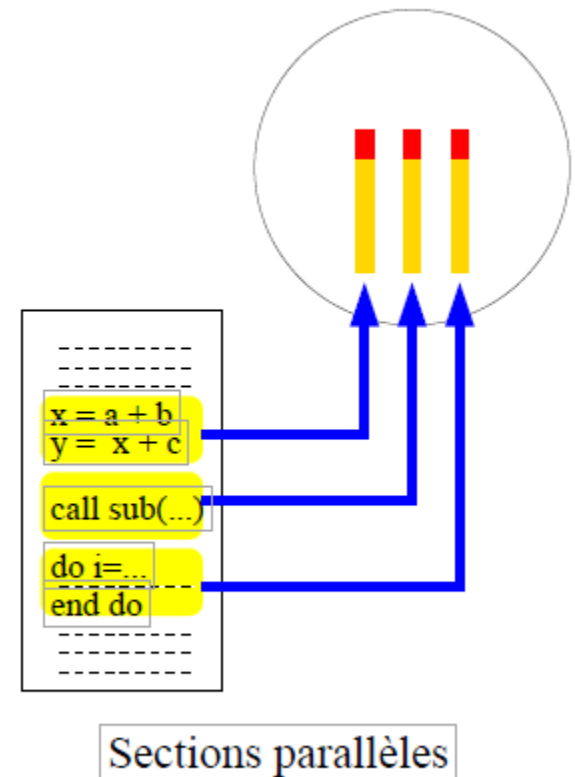 x = a + b
y = x + c
call sub(...)
do i=...
end do
Sections parallèles